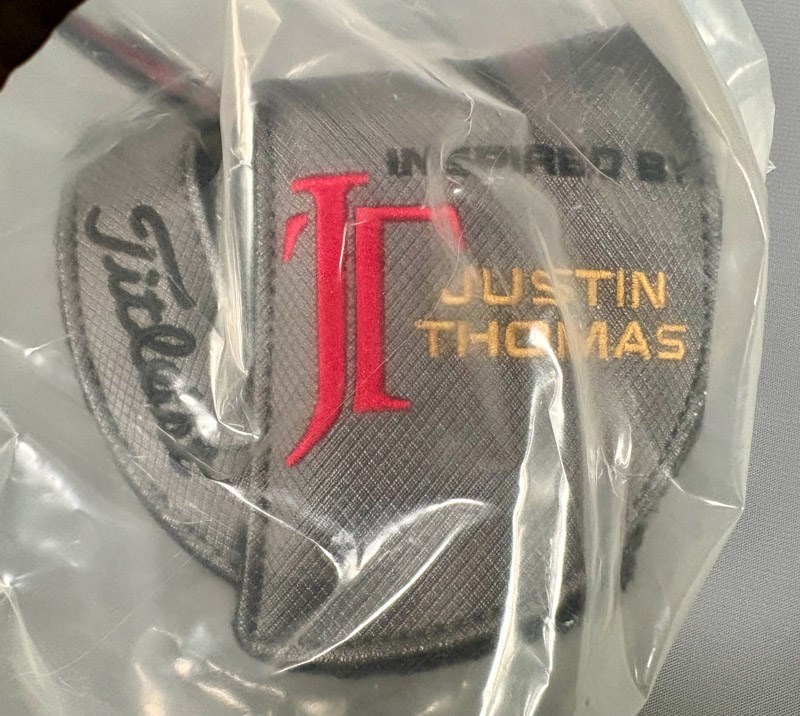 Titleist
JT
INSPIRED BY
JUSTIN
THOMAS